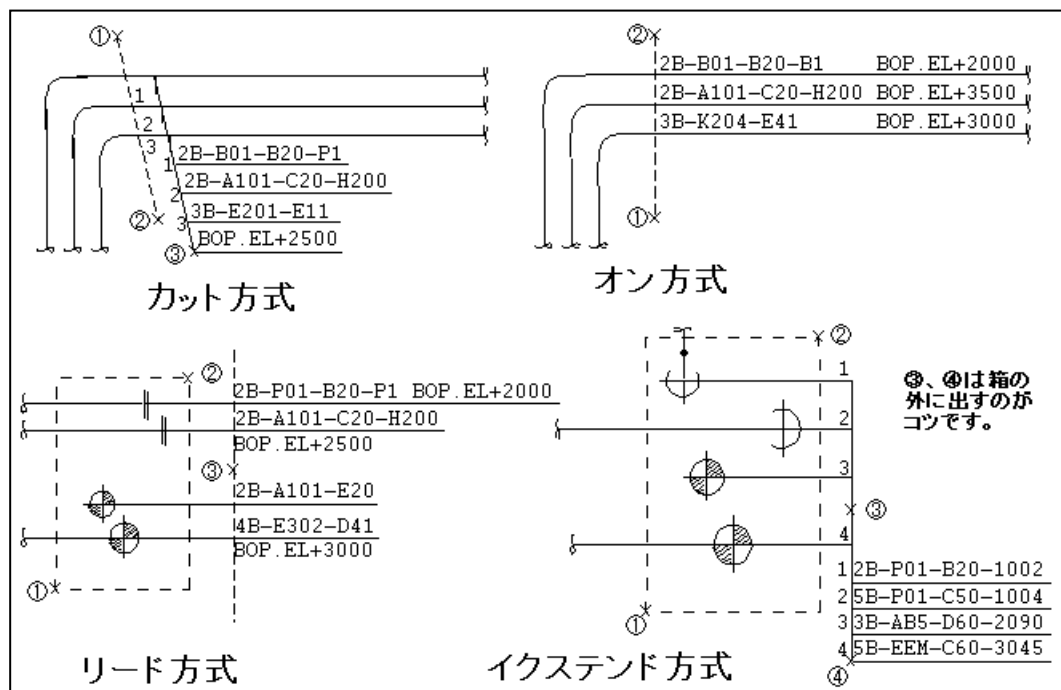 ①
1
2
3
1 2B-B01-B20-P1
2 2B-A101-C20-H200
② 3 3B-E201-E11
③ BOP.EL+2500
カット方式
②
2B-B01-B20-B1 BOP.EL+2000
2B-A101-C20-H200 BOP.EL+3500
3B-K204-E41 BOP.EL+3000
①
オン方式
②
2B-P01-B20-P1 BOP.EL+2000
2B-A101-C20-H200
BOP.EL+2500
③
2B-A101-E20
4B-E302-D41
BOP.EL+3000
①
リード方式
②
1
2
3
③
4
1 2B-P01-B20-1002
2 5B-P01-C50-1004
3 3B-AB5-D60-2090
4 5B-EEM-C60-3045
①
④
イクステンド方式
③、④は箱の
外に出すのが
コツです。